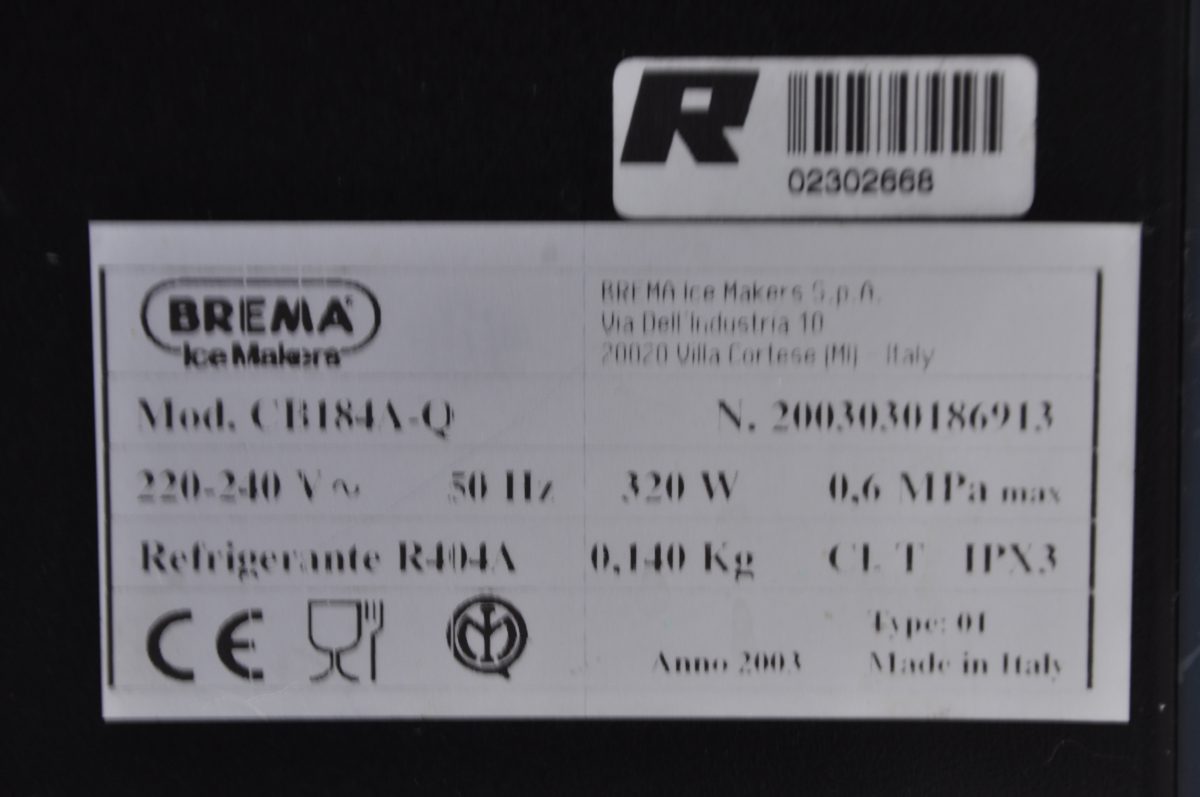 R
02302668
BREMA
Ice Makers
BREMA Ice Makers S.p.A.
Via Dell'Industria 10
20020 Villa Cortese (MI) - Italy
Mod. CB184A-Q N. 2003030186913
220-240 V ~ 50 Hz 320 W 0,6 MPa max
Refrigerante R404A 0,140 Kg CL T IPX3
CE
Type: 01
Anno 2003 Made in Italy